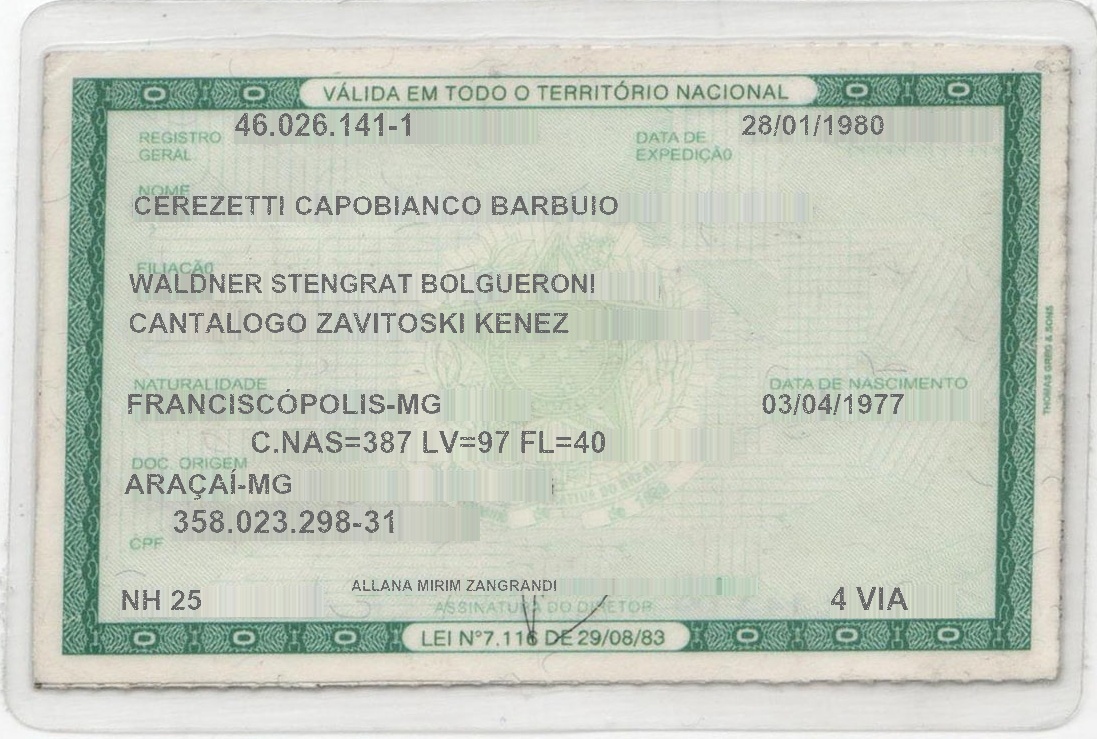 VÁLIDA EM TODO O TERRITÓRIO NACIONAL
REGISTRO GERAL 46.026.141-1 DATA DE EXPEDIÇÃO 28/01/1980
NOME
CEREZETTI CAPOBIANCO BARBUIO
FILIAÇÃO
WALDNER STENGRAT BOLGUERONI
CANTALOGO ZAVITOSKI KENEZ
NATURALIDADE DATA DE NASCIMENTO
FRANCISCÓPOLIS-MG 03/04/1977
C.NAS=387 LV=97 FL=40
DOC ORIGEM
ARAÇAÍ-MG
358.023.298-31
CPF
ALLANA MIRIM ZANGRANDI
NH 25 ASSINATURA DO DIRETOR 4 VIA
LEI Nº7.116 DE 29/08/83
THOMAS GREG & SONS